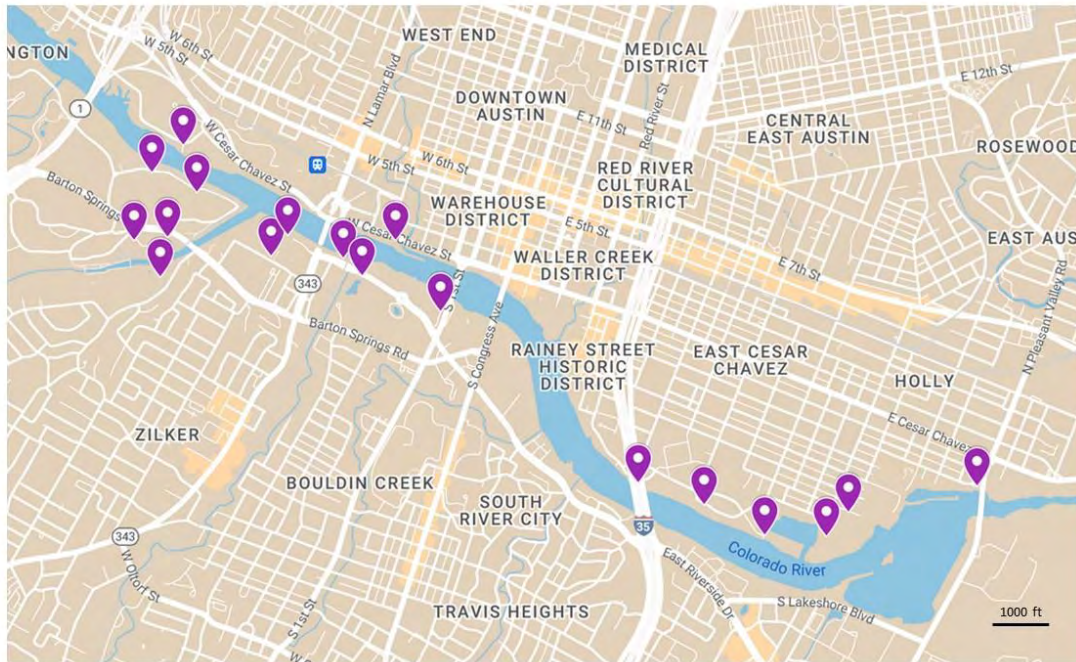 NGTON
W 6th St
W 5th St
WEST END
MEDICAL
DISTRICT
E 12th St
1
N Lamar Blvd
DOWNTOWN
AUSTIN
E 11th St
Red River St
CENTRAL
EAST AUSTIN
ROSEWOOD
W Cesar Chavez St
W 5th St
W 6th St
RED RIVER
CULTURAL
DISTRICT
Barton Springs
WAREHOUSE
DISTRICT
E 5th St
W Cesar Chavez St
EAST AUS
WALLER CREEK
DISTRICT
E 7th St
343
S 1st St
N Pleasant Valley Rd
Barton Springs Rd
S Congress Ave
RAINEY STREET
HISTORIC
DISTRICT
EAST CESAR
CHAVEZ
HOLLY
E Cesar Chavez
ZILKER
BOULDIN CREEK
SOUTH
RIVER CITY
35
343
Colorado River
East Riverside Dr
W Oltorf St
S 1st St
TRAVIS HEIGHTS
S Lakeshore Blvd
1000 ft